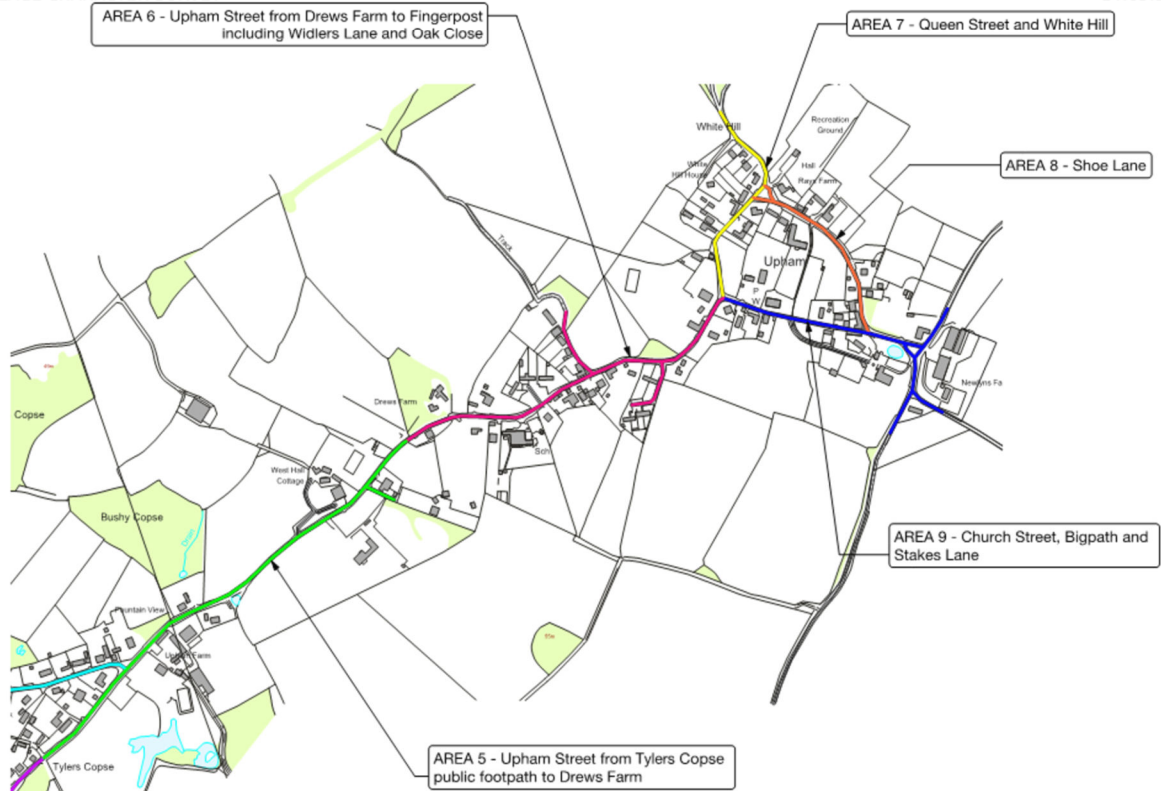 AREA 6 - Upham Street from Drews Farm to Fingerpost
including Widlers Lane and Oak Close
AREA 7 - Queen Street and White Hill
White Hill
Recreation
Ground
White
Hill House
Hall
Rays Farm
AREA 8 - Shoe Lane
Track
Upham
P
W
Newlyns Fa
Drews Farm
Sch
Copse
West Hall
Cottage
Bushy Copse
Drain
AREA 9 - Church Street, Bigpath and
Stakes Lane
Fountain View
Upham Farm
Tylers Copse
AREA 5 - Upham Street from Tylers Copse
public footpath to Drews Farm